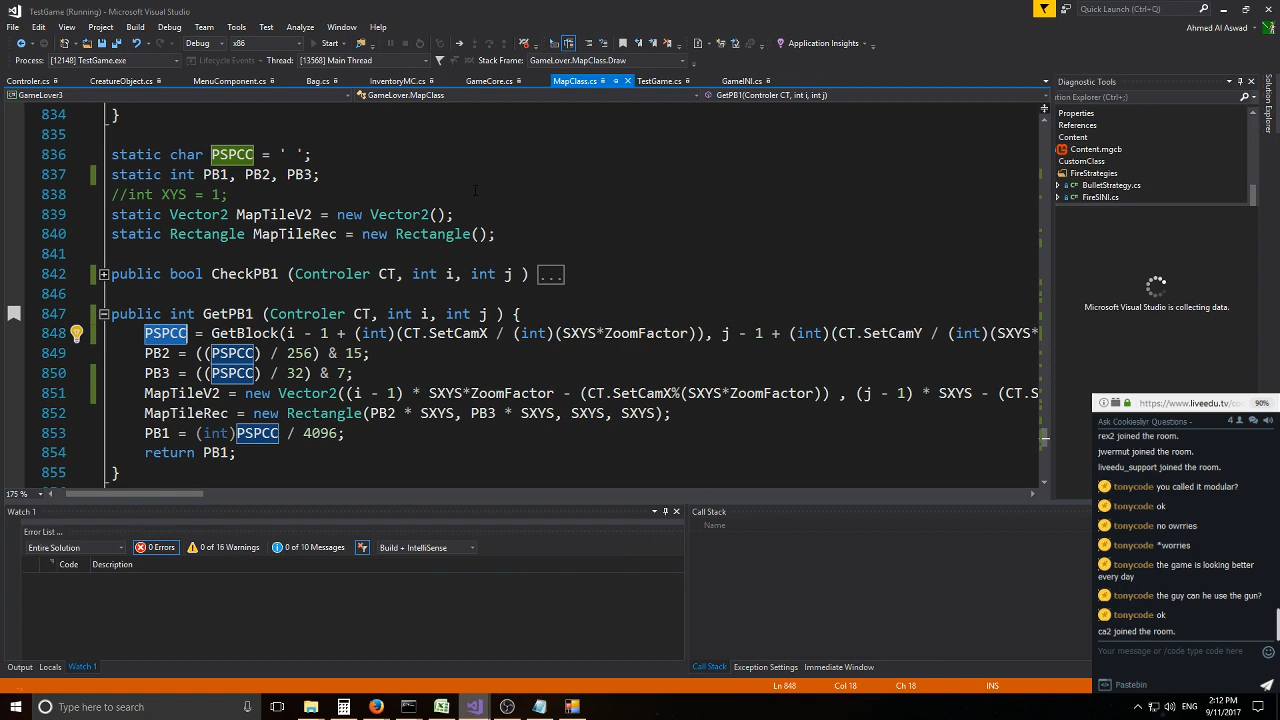 TestGame (Running) - Microsoft Visual Studio
Quick Launch (Ctrl+Q)
File Edit View Project Build Debug Team Tools Test Analyze Window Help
Ahmed Al Aswad
Debug x86 Start Application Insights
Process: [12148] TestGame.exe Lifecycle Events Thread: [13568] Main Thread Stack Frame: GameLover.MapClass.Draw
Controler.cs CreatureObject.cs MenuComponent.cs Bag.cs InventoryMC.cs GameCore.cs MapClass.cs TestGame.cs GameINI.cs
Diagnostic Tools
GameLover3 GameLover.MapClass GetPB1(Controler CT, int i, int j)
ution Explorer (Ctrl+;)
Solution Explorer
Properties
References
Content
Content.mgcb
CustomClass
FireStrategies
BulletStrategy.cs
FireSINI.cs
Microsoft Visual Studio is collecting data.
834 }
835
836 static char PSPCC = ' ';
837 static int PB1, PB2, PB3;
838 //int XYS = 1;
839 static Vector2 MapTileV2 = new Vector2();
840 static Rectangle MapTileRec = new Rectangle();
841
842 public bool CheckPB1 (Controler CT, int i, int j ) ...
846
847 public int GetPB1 (Controler CT, int i, int j ) {
848 PSPCC = GetBlock(i - 1 + (int)(CT.SetCamX / (int)(SXYS*ZoomFactor)), j - 1 + (int)(CT.SetCamY / (int)(SXYS*
849 PB2 = ((PSPCC) / 256) & 15;
850 PB3 = ((PSPCC) / 32) & 7;
851 MapTileV2 = new Vector2((i - 1) * SXYS*ZoomFactor - (CT.SetCamX%(SXYS*ZoomFactor)) , (j - 1) * SXYS - (CT.S
852 MapTileRec = new Rectangle(PB2 * SXYS, PB3 * SXYS, SXYS, SXYS);
853 PB1 = (int)PSPCC / 4096;
854 return PB1;
855 }
175 %
Watch 1
Call Stack
Error List ...
Name
Entire Solution 0 Errors 0 of 16 Warnings 0 of 10 Messages Build + IntelliSense
Code Description
https://www.liveedu.tv/co 90%
Ask Cookiesliyr Questions - 4
rex2 joined the room.
jwermut joined the room.
liveedu_support joined the room.
tonycode you called it modular?
tonycode ok
tonycode no owrries
tonycode *worries
tonycode the game is looking better
every day
tonycode the guy can he use the gun?
tonycode ok
ca2 joined the room.
Your message or /code type code here
Pastebin
Output Locals Watch 1
Call Stack Exception Settings Immediate Window
Ln 848 Col 18 Ch 18 INS
Type here to search
ENG
2:12 PM
9/11/2017